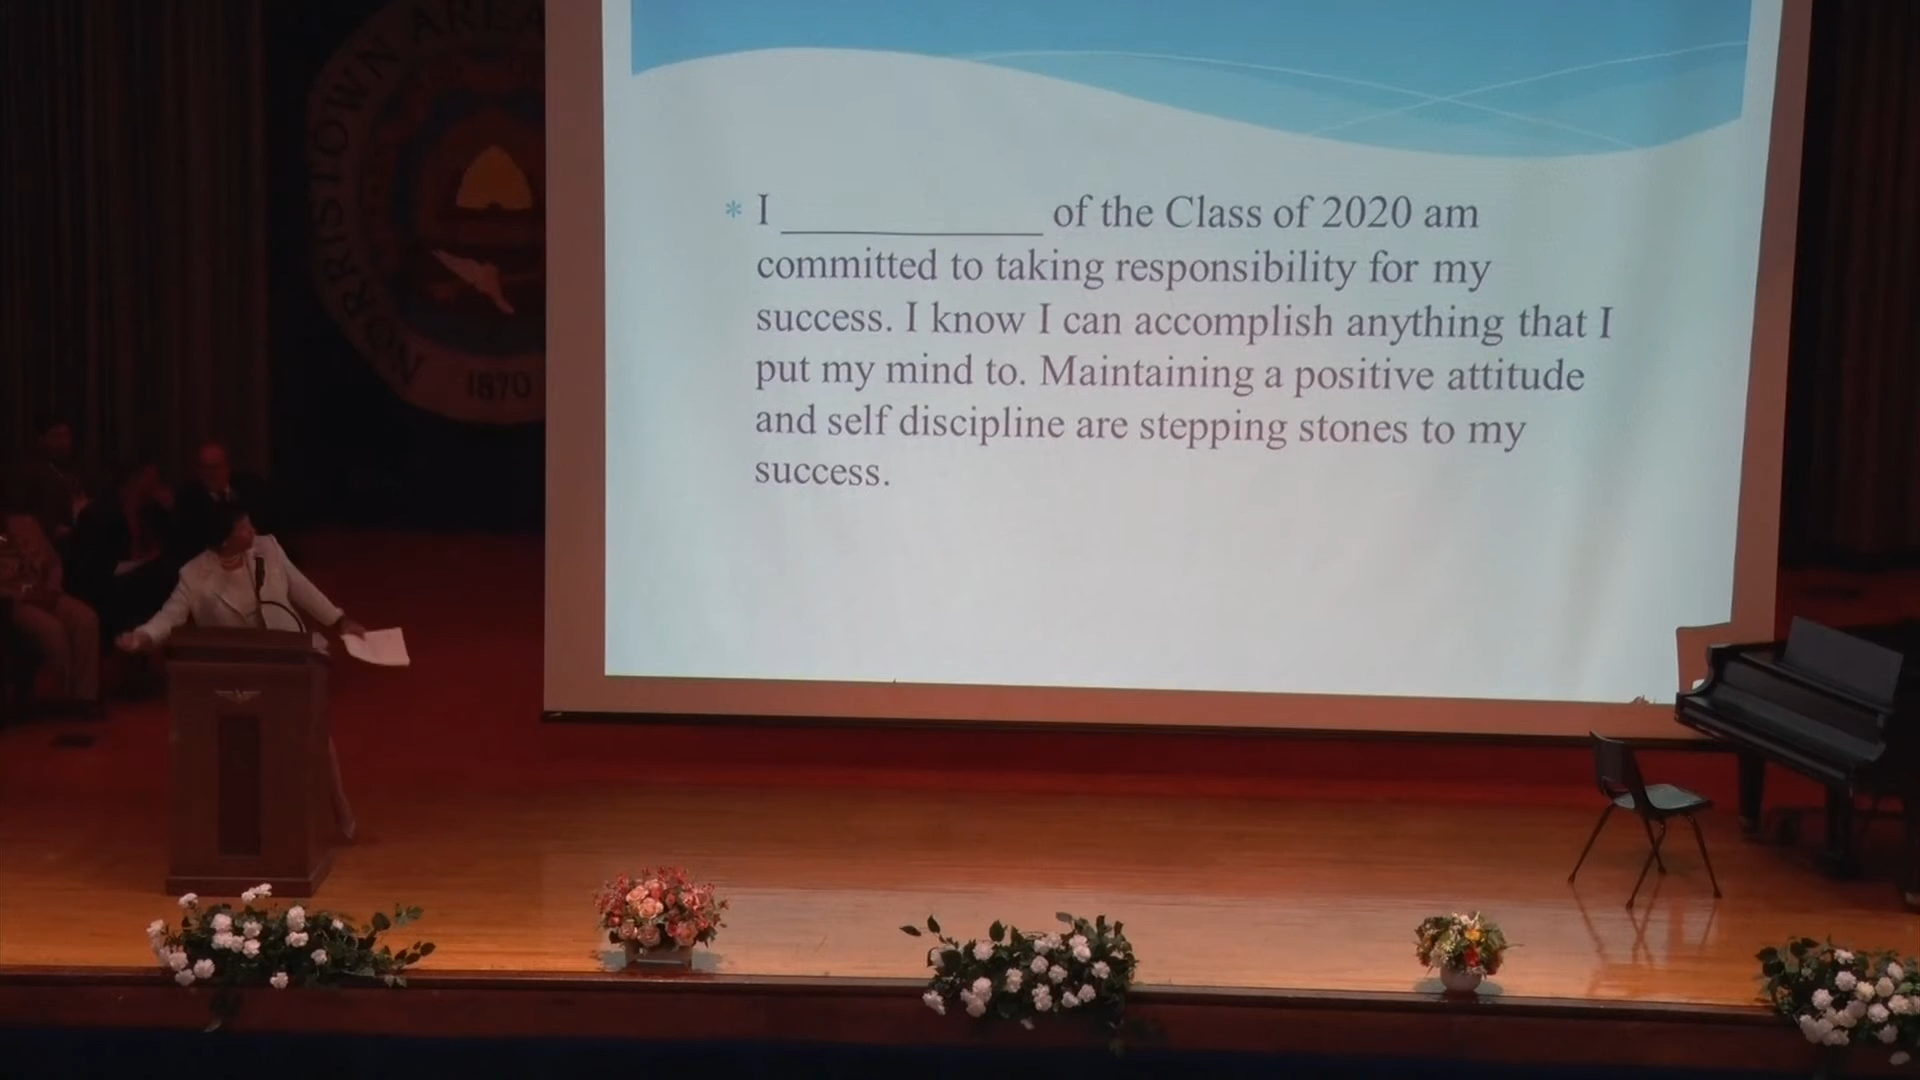 NORRISTOWN AREA
1870
* I ____________ of the Class of 2020 am
committed to taking responsibility for my
success. I know I can accomplish anything that I
put my mind to. Maintaining a positive attitude
and self discipline are stepping stones to my
success.